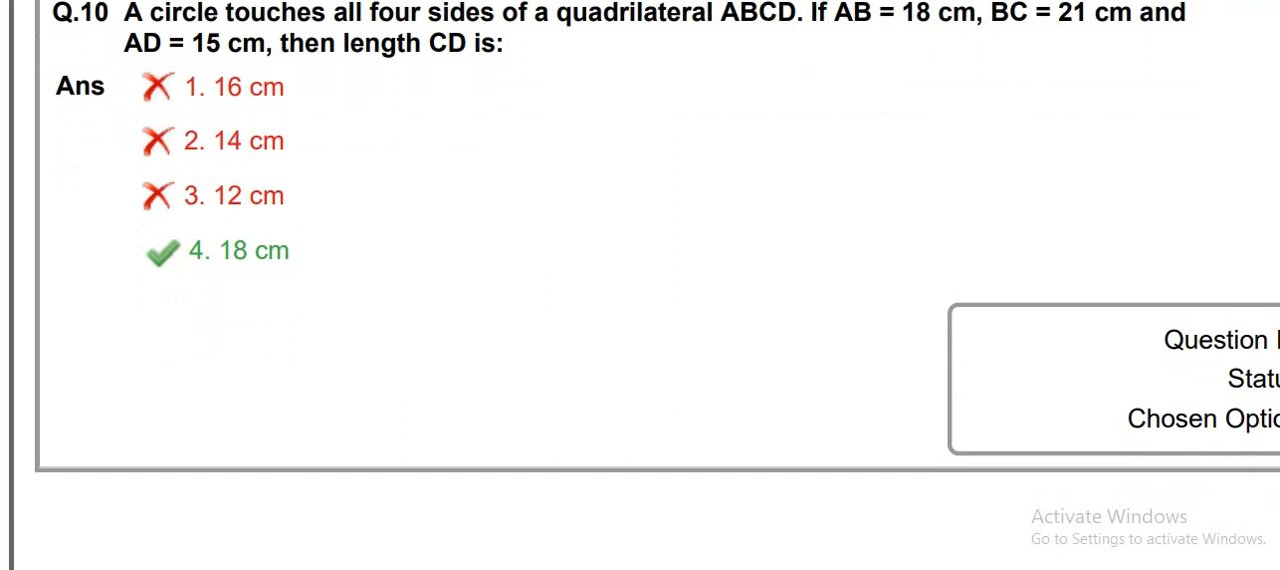 Q.10 A circle touches all four sides of a quadrilateral ABCD. If AB = 18 cm, BC = 21 cm and
AD = 15 cm, then length CD is:
Ans 1. 16 cm
2. 14 cm
3. 12 cm
4. 18 cm
Question
Chosen
Activate Windows
Go to Settings to activate Windows.